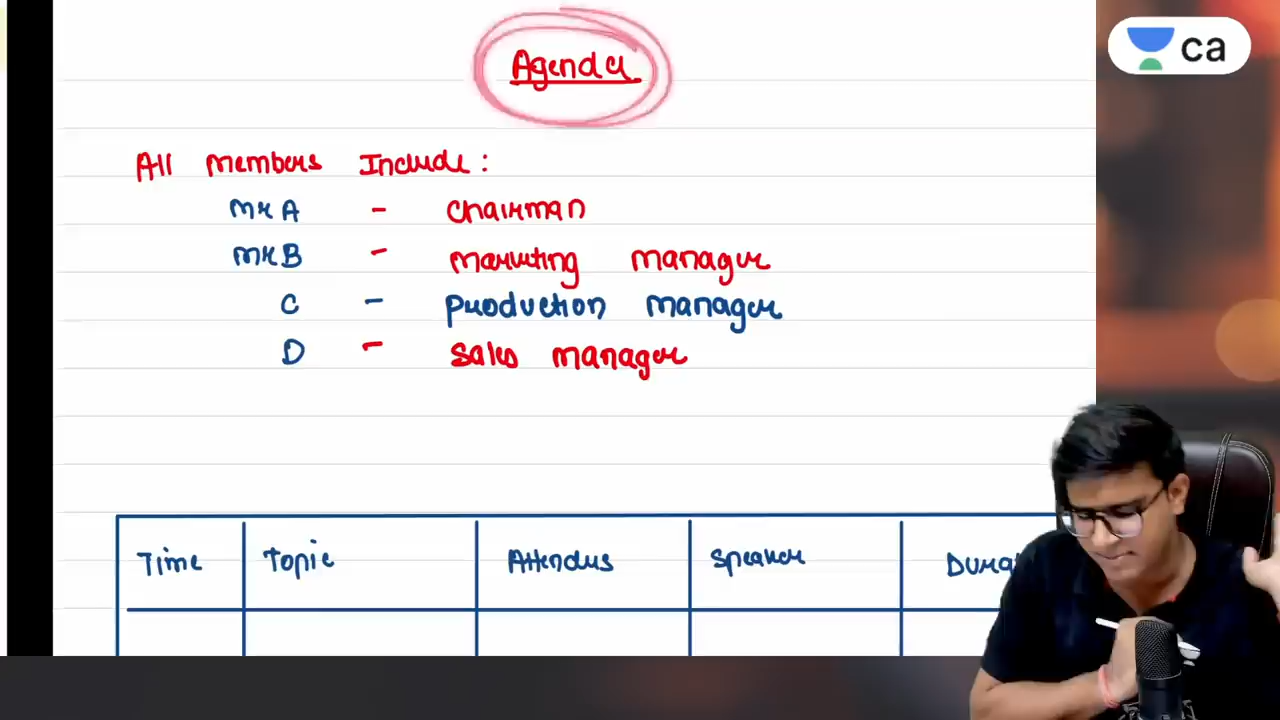 Agenda
ca
All members Include:
Mr A - Chairman
Mr B - Marketing manager
C - Production manager
D - Sales manager
Time Topic Attendees Speaker